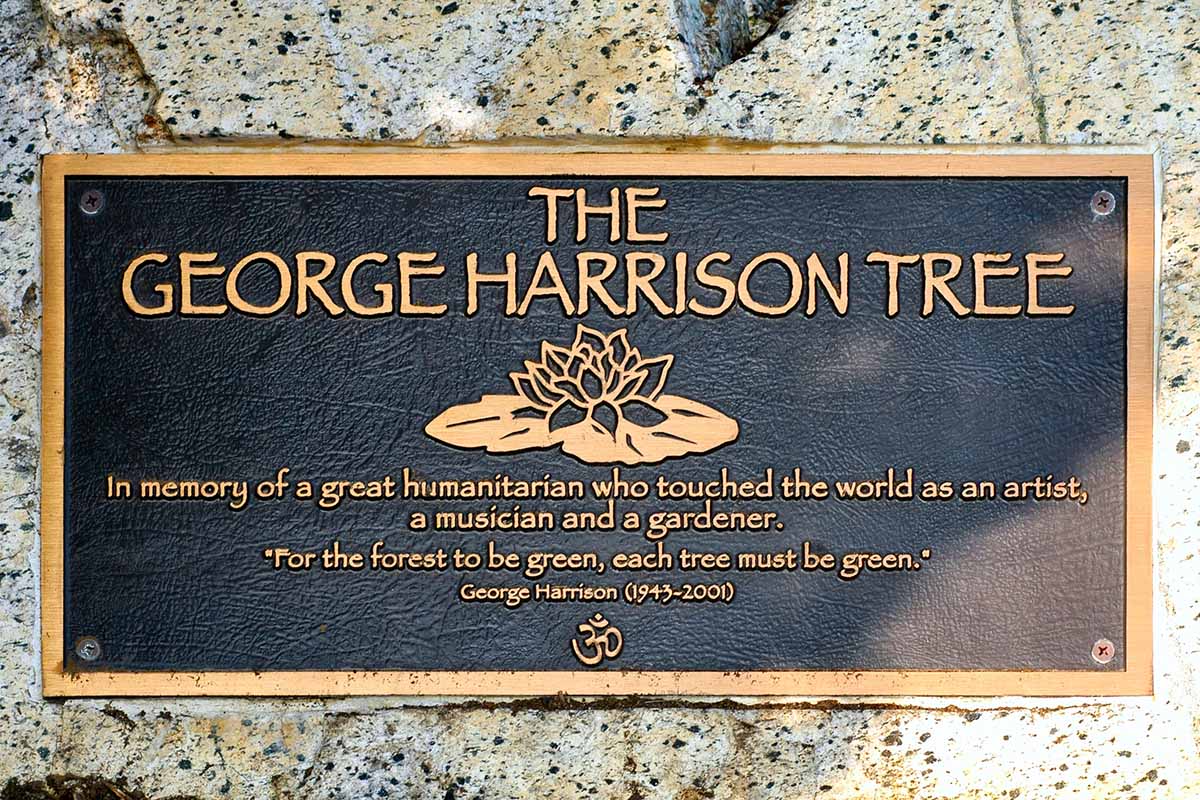 THE
GEORGE HARRISON TREE
In memory of a great humanitarian who touched the world as an artist,
a musician and a gardener.
"For the forest to be green, each tree must be green."
George Harrison (1943-2001)
ॐ